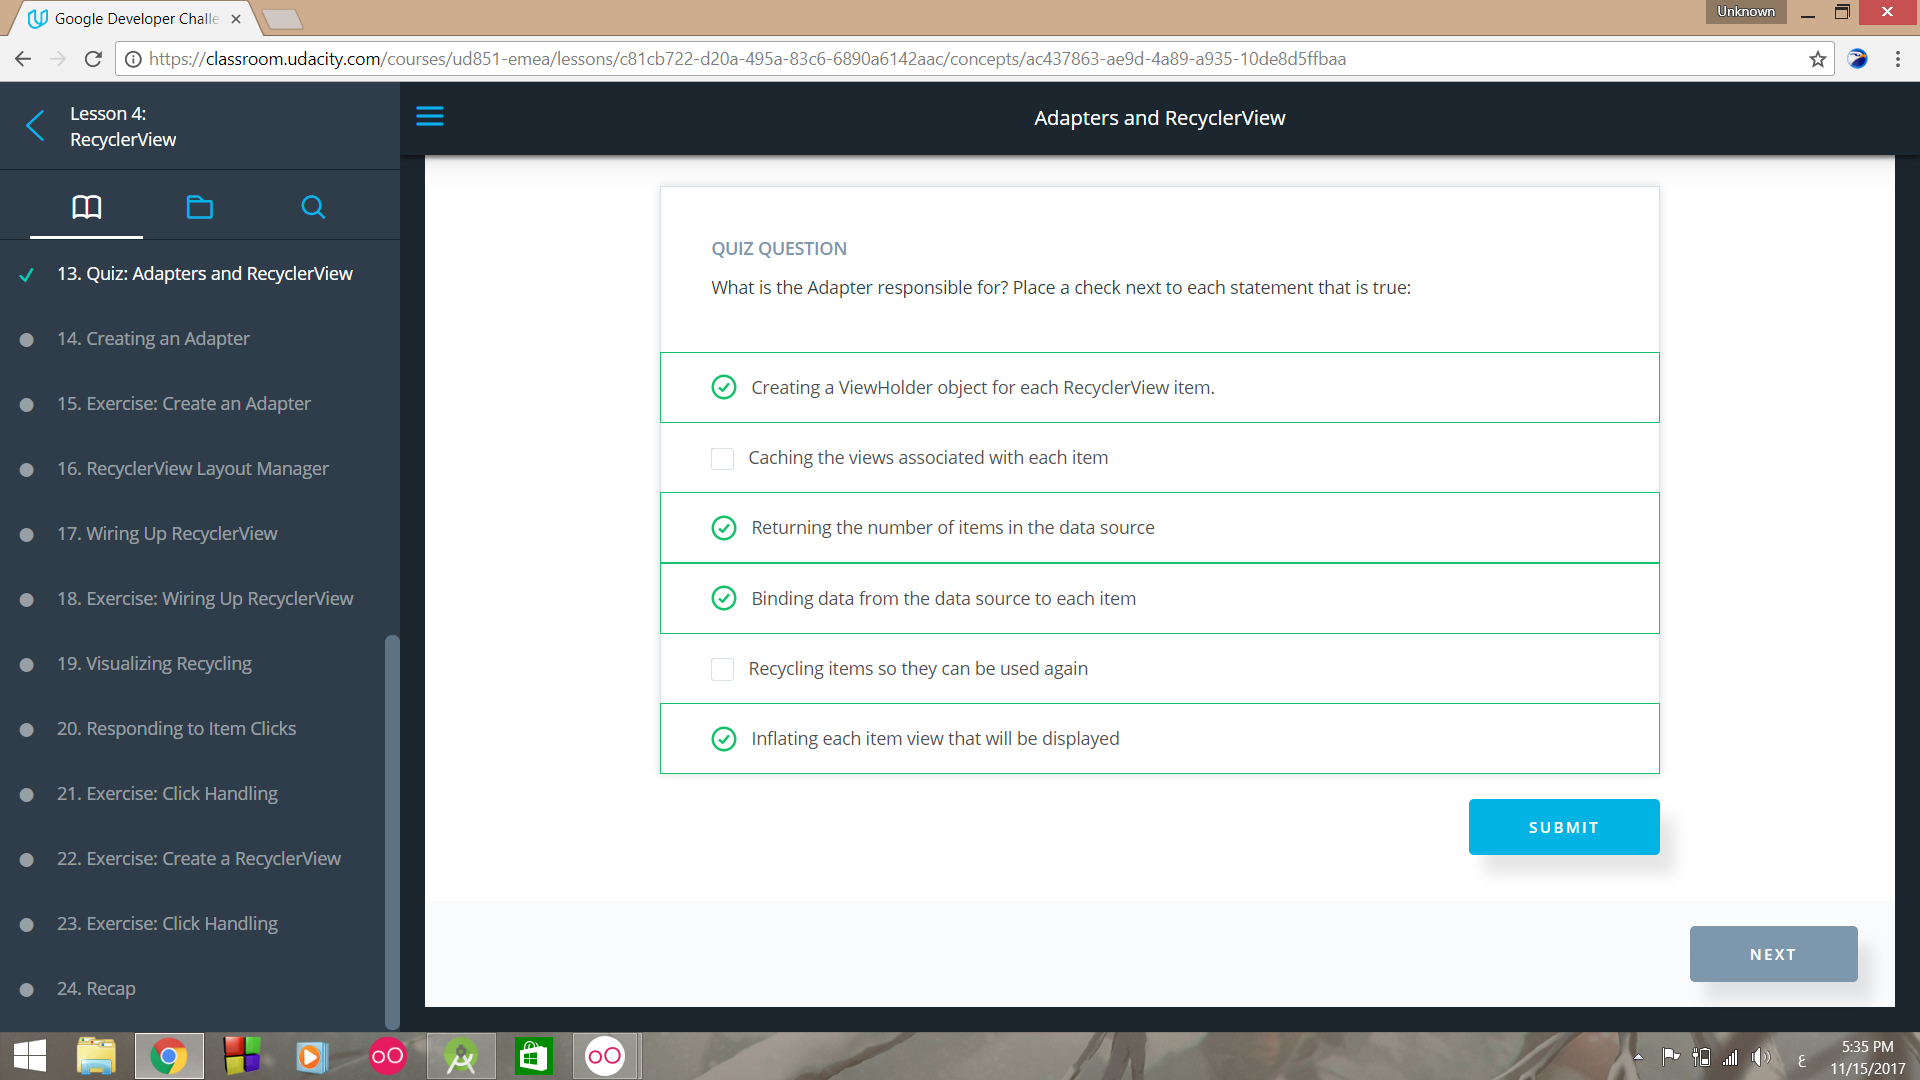 Google Developer Challe
Unknown
https://classroom.udacity.com/courses/ud851-emea/lessons/c81cb722-d20a-495a-83c6-6890a6142aac/concepts/ac437863-ae9d-4a89-a935-10de8d5ffbaa
Lesson 4:
RecyclerView
Adapters and RecyclerView
13. Quiz: Adapters and RecyclerView
14. Creating an Adapter
15. Exercise: Create an Adapter
16. RecyclerView Layout Manager
17. Wiring Up RecyclerView
18. Exercise: Wiring Up RecyclerView
19. Visualizing Recycling
20. Responding to Item Clicks
21. Exercise: Click Handling
22. Exercise: Create a RecyclerView
23. Exercise: Click Handling
24. Recap
QUIZ QUESTION
What is the Adapter responsible for? Place a check next to each statement that is true:
Creating a ViewHolder object for each RecyclerView item.
Caching the views associated with each item
Returning the number of items in the data source
Binding data from the data source to each item
Recycling items so they can be used again
Inflating each item view that will be displayed
SUBMIT
NEXT
ع
5:35 PM
11/15/2017